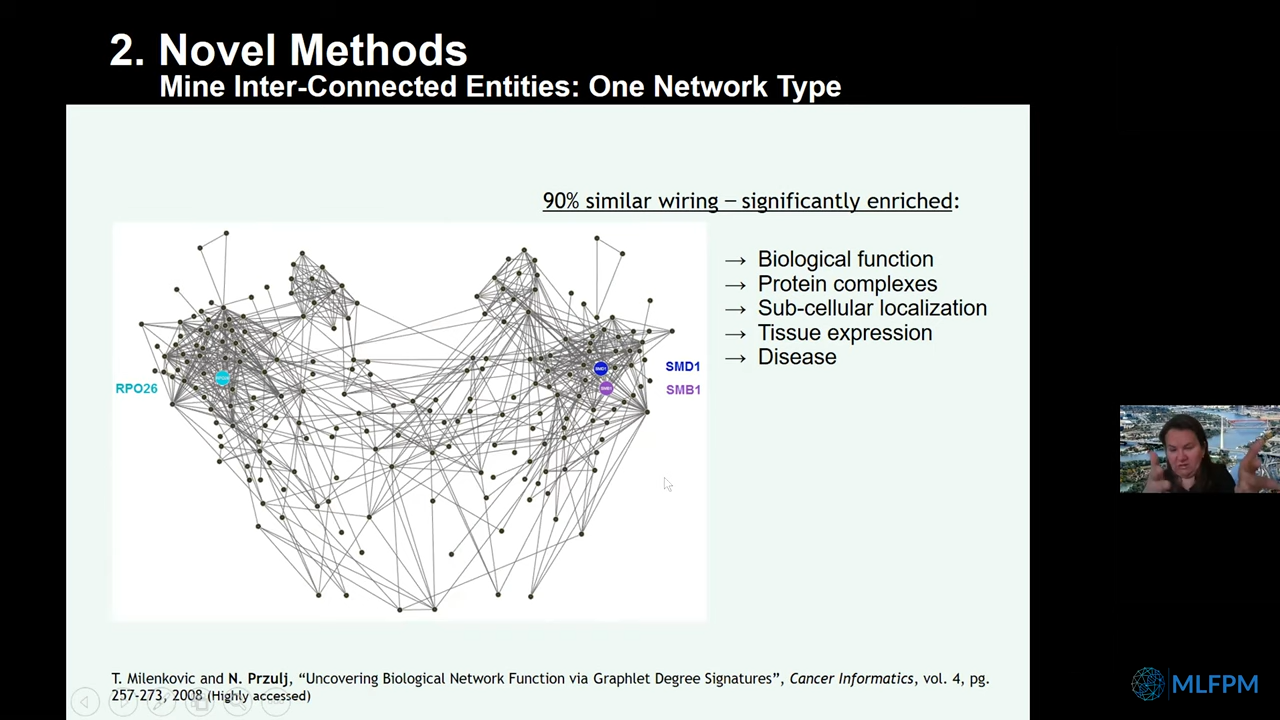 2. Novel Methods
Mine Inter-Connected Entities: One Network Type
90% similar wiring – significantly enriched:
→ Biological function
→ Protein complexes
→ Sub-cellular localization
→ Tissue expression
→ Disease
RPO26
SMD1
SMB1
SMD1
SMB1
T. Milenkovic and N. Przulj, “Uncovering Biological Network Function via Graphlet Degree Signatures”, Cancer Informatics, vol. 4, pg.
257-273, 2008 (Highly accessed)
MLFPM